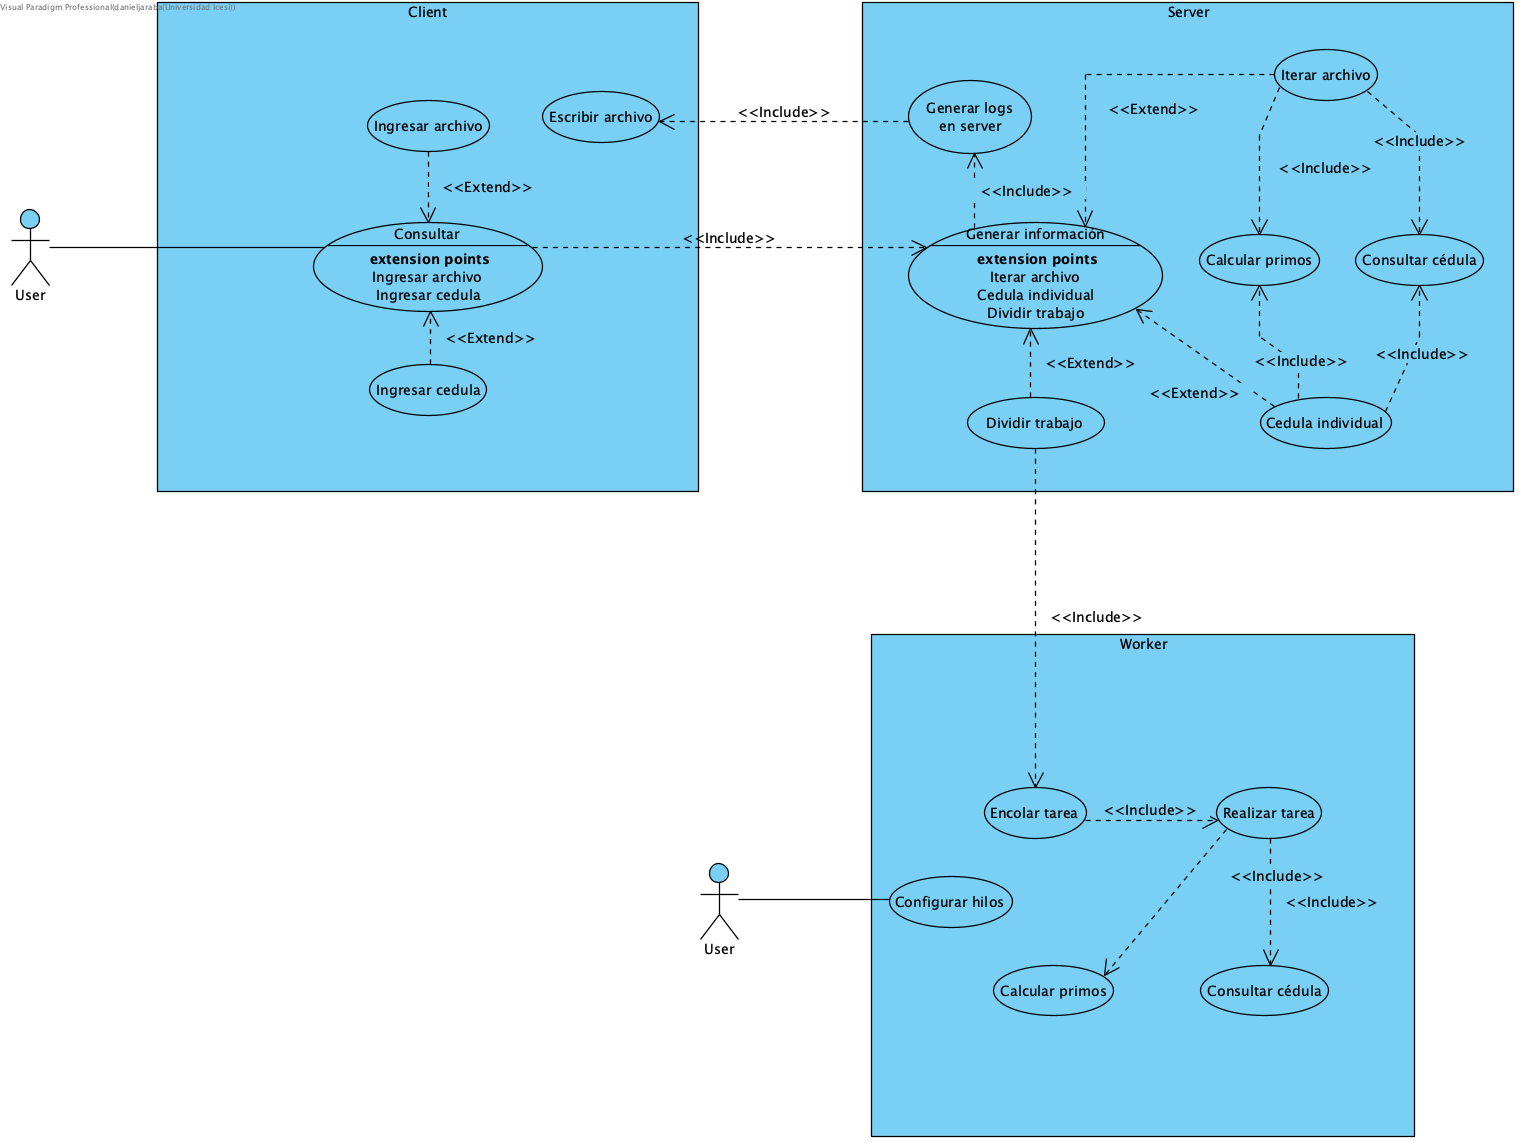 Visual Paradigm Professional(danieljaraba(Universidad Icesi))
Client
Ingresar archivo
Escribir archivo
<<Extend>>
Consultar
extension points
Ingresar archivo
Ingresar cedula
<<Extend>>
Ingresar cedula
User
<<Include>>
<<Include>>
Server
Iterar archivo
Generar logs
en server
<<Extend>>
<<Include>>
<<Include>>
<<Include>>
Generar información
extension points
Iterar archivo
Cedula individual
Dividir trabajo
Calcular primos
Consultar cédula
<<Extend>>
<<Include>>
<<Include>>
<<Extend>>
Dividir trabajo
Cedula individual
<<Include>>
Worker
Encolar tarea
<<Include>>
Realizar tarea
<<Include>>
<<Include>>
Configurar hilos
User
Calcular primos
Consultar cédula